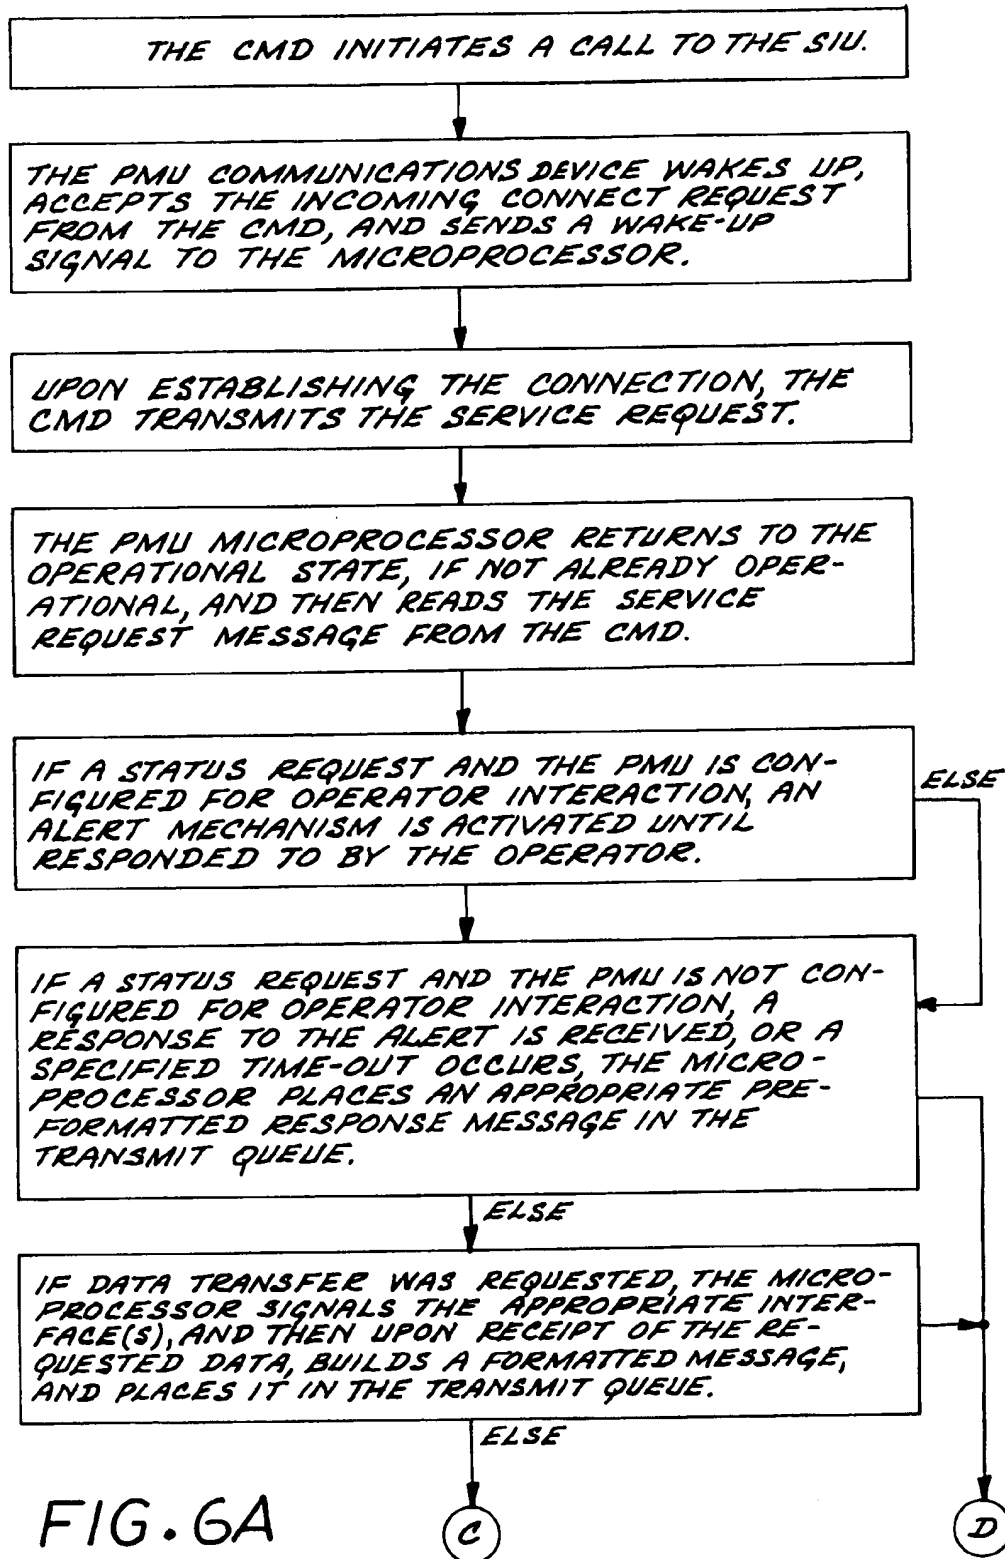 THE CMD INITIATES A CALL TO THE SIU.
THE PMU COMMUNICATIONS DEVICE WAKES UP,
ACCEPTS THE INCOMING CONNECT REQUEST
FROM THE CMD, AND SENDS A WAKE-UP
SIGNAL TO THE MICROPROCESSOR.
UPON ESTABLISHING THE CONNECTION, THE
CMD TRANSMITS THE SERVICE REQUEST.
THE PMU MICROPROCESSOR RETURNS TO THE
OPERATIONAL STATE, IF NOT ALREADY OPER-
ATIONAL, AND THEN READS THE SERVICE
REQUEST MESSAGE FROM THE CMD.
IF A STATUS REQUEST AND THE PMU IS CON-
FIGURED FOR OPERATOR INTERACTION, AN
ALERT MECHANISM IS ACTIVATED UNTIL
RESPONDED TO BY THE OPERATOR.
ELSE
IF A STATUS REQUEST AND THE PMU IS NOT CON-
FIGURED FOR OPERATOR INTERACTION, A
RESPONSE TO THE ALERT IS RECEIVED, OR A
SPECIFIED TIME-OUT OCCURS, THE MICRO-
PROCESSOR PLACES AN APPROPRIATE PRE-
FORMATTED RESPONSE MESSAGE IN THE
TRANSMIT QUEUE.
ELSE
IF DATA TRANSFER WAS REQUESTED, THE MICRO-
PROCESSOR SIGNALS THE APPROPRIATE INTER-
FACE(S), AND THEN UPON RECEIPT OF THE RE-
QUESTED DATA, BUILDS A FORMATTED MESSAGE,
AND PLACES IT IN THE TRANSMIT QUEUE.
ELSE
FIG. 6A
C
D